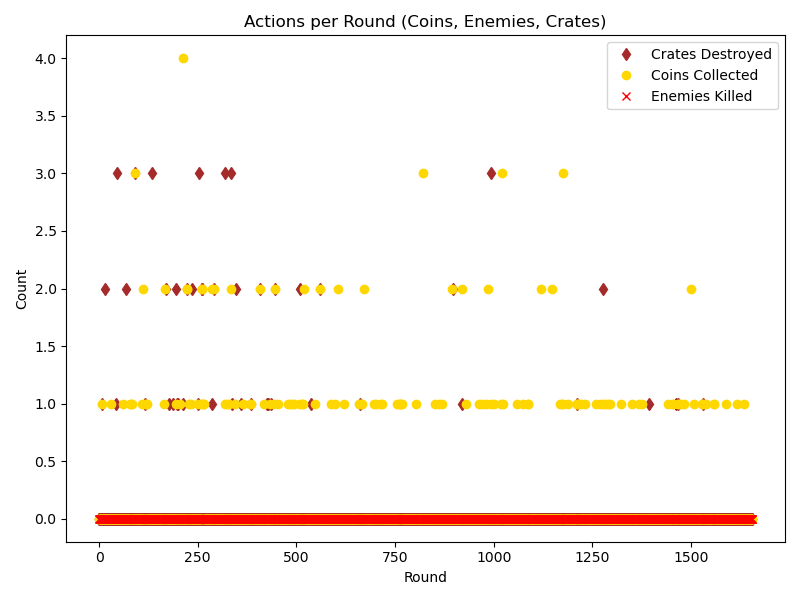 Actions per Round (Coins, Enemies, Crates)
Crates Destroyed
Coins Collected
Enemies Killed
4.0
3.5
3.0
2.5
2.0
1.5
1.0
0.5
0.0
Count
0 250 500 750 1000 1250 1500
Round